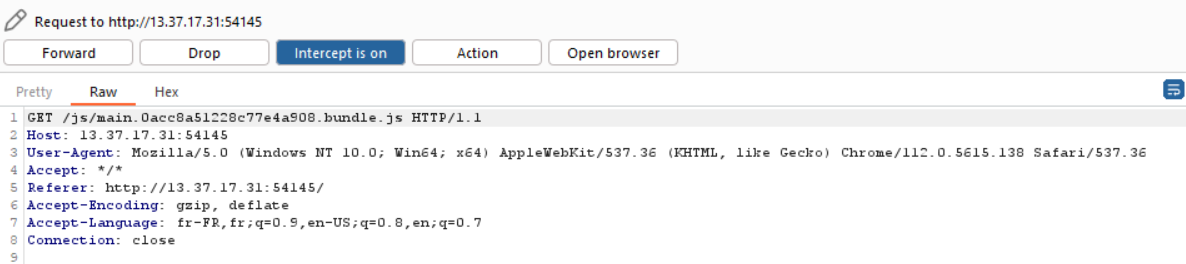 Request to http://13.37.17.31:54145
Forward Drop Intercept is on Action Open browser
Pretty Raw Hex
1 GET /js/main.0acc8a51228c77e4a908.bundle.js HTTP/1.1
2 Host: 13.37.17.31:54145
3 User-Agent: Mozilla/5.0 (Windows NT 10.0; Win64; x64) AppleWebKit/537.36 (KHTML, like Gecko) Chrome/112.0.5615.138 Safari/537.36
4 Accept: */*
5 Referer: http://13.37.17.31:54145/
6 Accept-Encoding: gzip, deflate
7 Accept-Language: fr-FR,fr;q=0.9,en-US;q=0.8,en;q=0.7
8 Connection: close
9